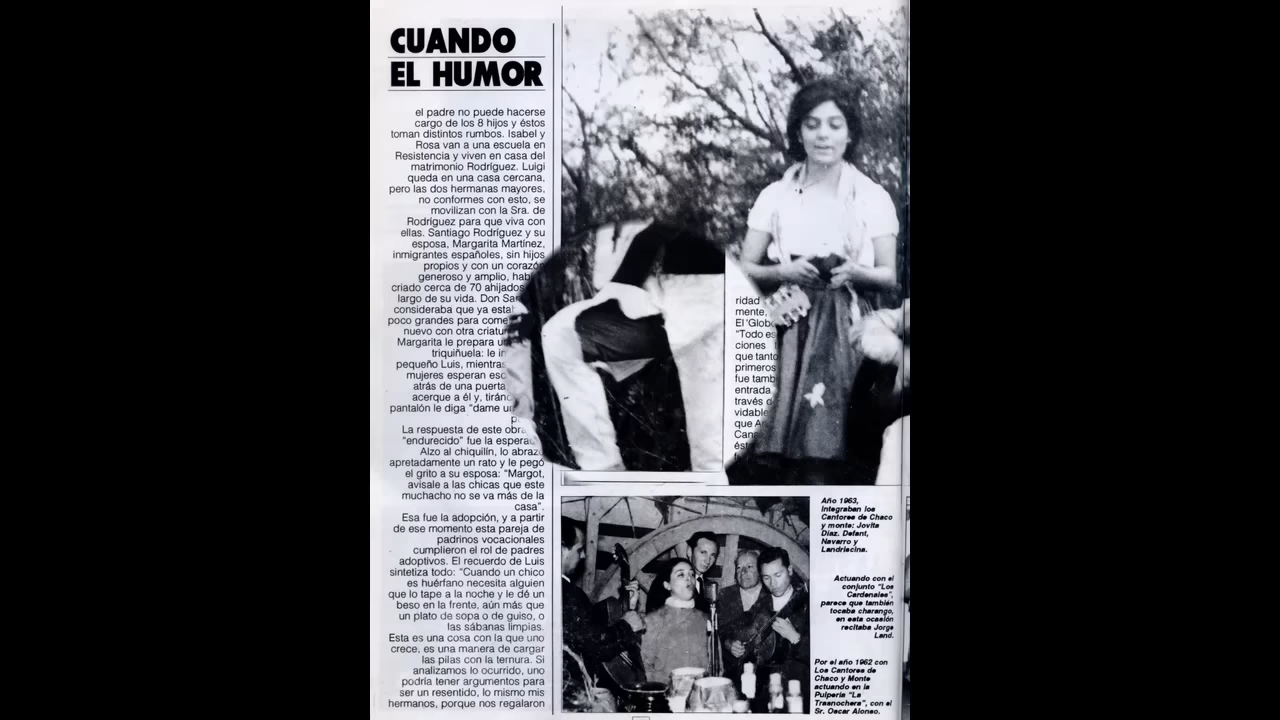 CUANDO
EL HUMOR
el padre no puede hacerse
cargo de los 8 hijos y éstos
toman distintos rumbos. Isabel y
Rosa van a una escuela en
Resistencia y viven en casa del
matrimonio Rodríguez. Luigi
queda en una casa cercana,
pero las dos hermanas mayores,
no conformes con esto, se
movilizan con la Sra. de
Rodríguez para que viva con
ellas. Santiago Rodríguez y su
esposa, Margarita Martínez,
inmigrantes españoles, sin hijos
propios y con un corazón
generoso y amplio,
criado cerca de 70 ahijados
largo de su vida. Don
consideraba que ya
poco grandes para
nuevo con otra
Margarita le prepara
triquiñuela: le
pequeño Luis,
mujeres esperan
atrás de una puerta
acerque a él y,
pantalón le diga "dame
La respuesta de este
"endurecido" fue la
Alzo al chiquilín, lo abrazó
apretadamente un rato y le pegó
el grito a su esposa: "Margot,
avisale a las chicas que este
muchacho no se va más de la
casa".
Esa fue la adopción, y a partir
de ese momento esta pareja de
padrinos vocacionales
cumplieron el rol de padres
adoptivos. El recuerdo de Luis
sintetiza todo: "Cuando un chico
es huérfano necesita alguien
que lo tape a la noche y le dé un
beso en la frente, aún más que
un plato de sopa o de guiso, o
las sábanas limpias.
Esta es una cosa con la que uno
crece, es una manera de cargar
las pilas con la ternura. Si
analizamos lo ocurrido, uno
podría tener argumentos para
ser un resentido, lo mismo mis
hermanos, porque nos regalaron
ridad
mente,
El
"Todo
ciones
que tanto
primeros
fue
entrada
través
que
Año 1963,
integraban los
Cantores de Chaco
y monte: Jovita
Díaz. Defant,
Navarro y
Landriscina.
Actuando con el
conjunto "Los
Cardenales",
parece que también
tocaba charango,
en esta ocasión
recitaba Jorge
Land.
Por el año 1962 con
Los Cantores de
Chaco y Monte
actuando en la
Pulpería "La
Trasnochera", con el
Sr. Oscar Alonso.